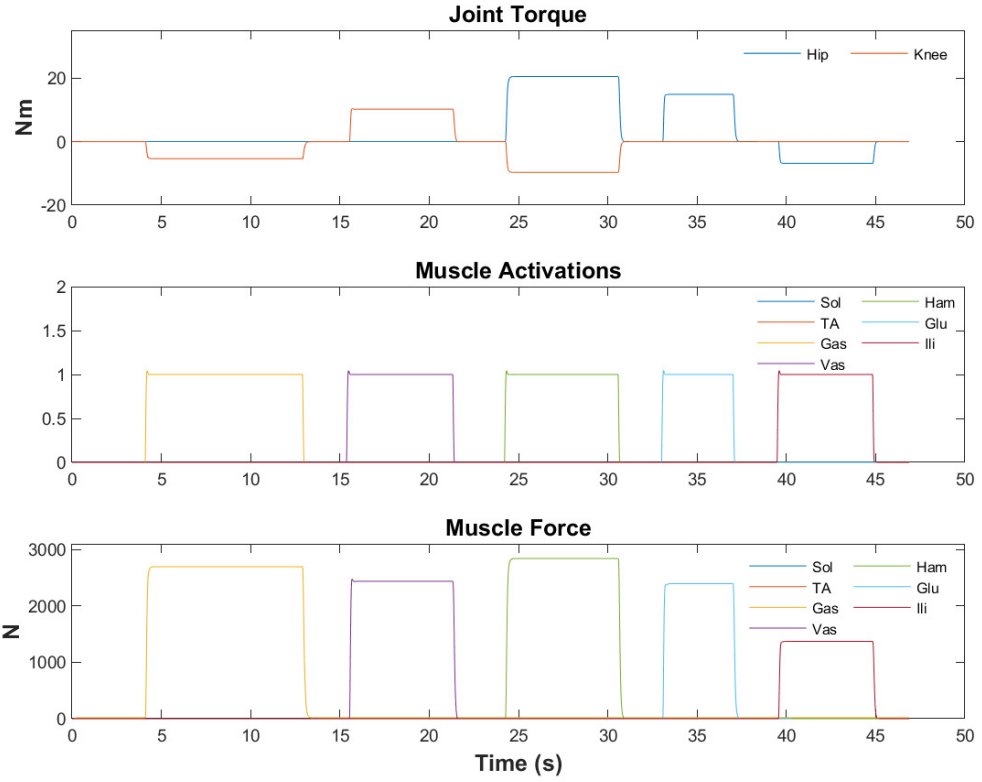 Joint Torque
Hip Knee
Nm
20
0
-20
0 5 10 15 20 25 30 35 40 45 50
Muscle Activations
2
1.5
1
0.5
0
Sol Ham
TA Glu
Gas Ili
Vas
0 5 10 15 20 25 30 35 40 45 50
Muscle Force
N
3000
2000
1000
0
Sol Ham
TA Glu
Gas Ili
Vas
0 5 10 15 20 25 30 35 40 45 50
Time (s)